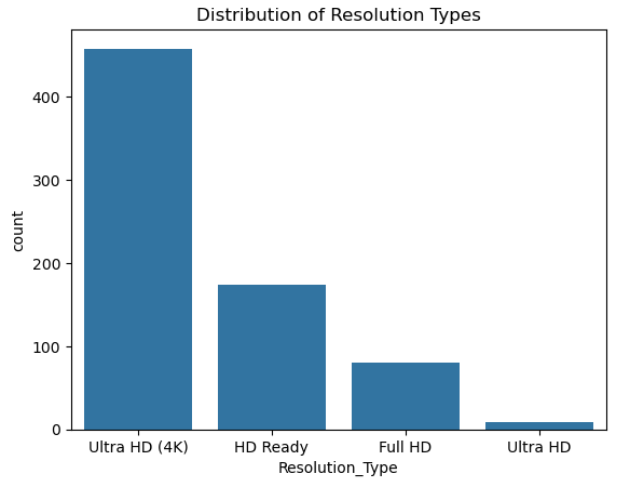 Distribution of Resolution Types
400
300
200
100
0
count
Ultra HD (4K) HD Ready Full HD Ultra HD
Resolution_Type